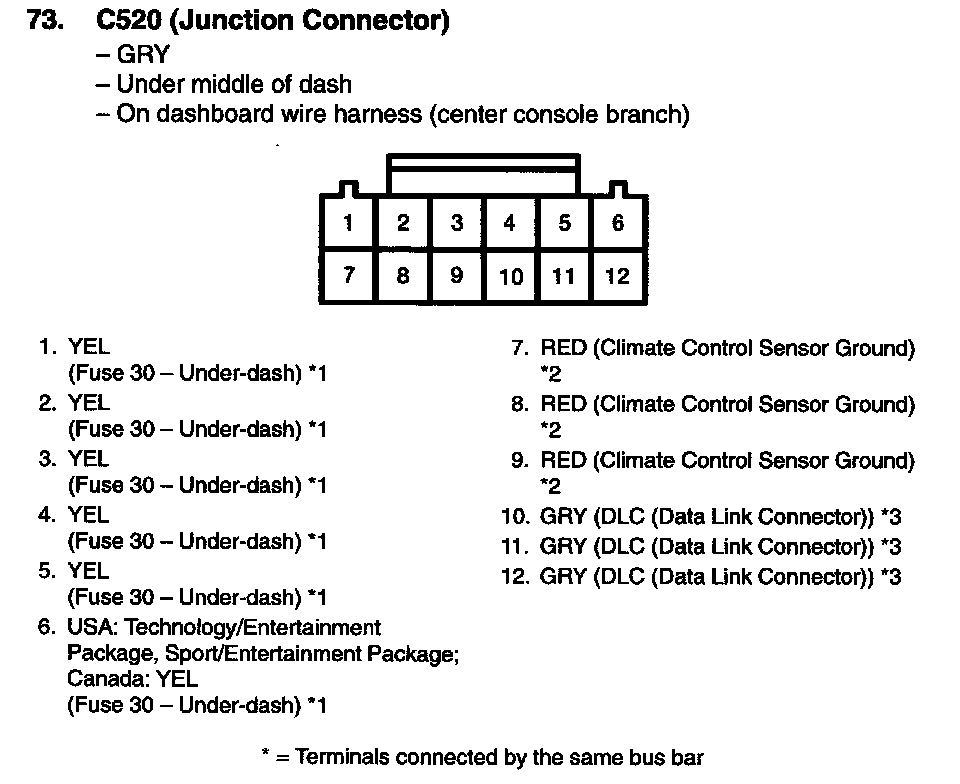 73. C520 (Junction Connector)
– GRY
– Under middle of dash
– On dashboard wire harness (center console branch)
1 2 3 4 5 6
7 8 9 10 11 12
1. YEL
(Fuse 30 – Under-dash) *1
2. YEL
(Fuse 30 – Under-dash) *1
3. YEL
(Fuse 30 – Under-dash) *1
4. YEL
(Fuse 30 – Under-dash) *1
5. YEL
(Fuse 30 – Under-dash) *1
6. USA: Technology/Entertainment
Package, Sport/Entertainment Package;
Canada: YEL
(Fuse 30 – Under-dash) *1
7. RED (Climate Control Sensor Ground)
*2
8. RED (Climate Control Sensor Ground)
*2
9. RED (Climate Control Sensor Ground)
*2
10. GRY (DLC (Data Link Connector)) *3
11. GRY (DLC (Data Link Connector)) *3
12. GRY (DLC (Data Link Connector)) *3
* = Terminals connected by the same bus bar